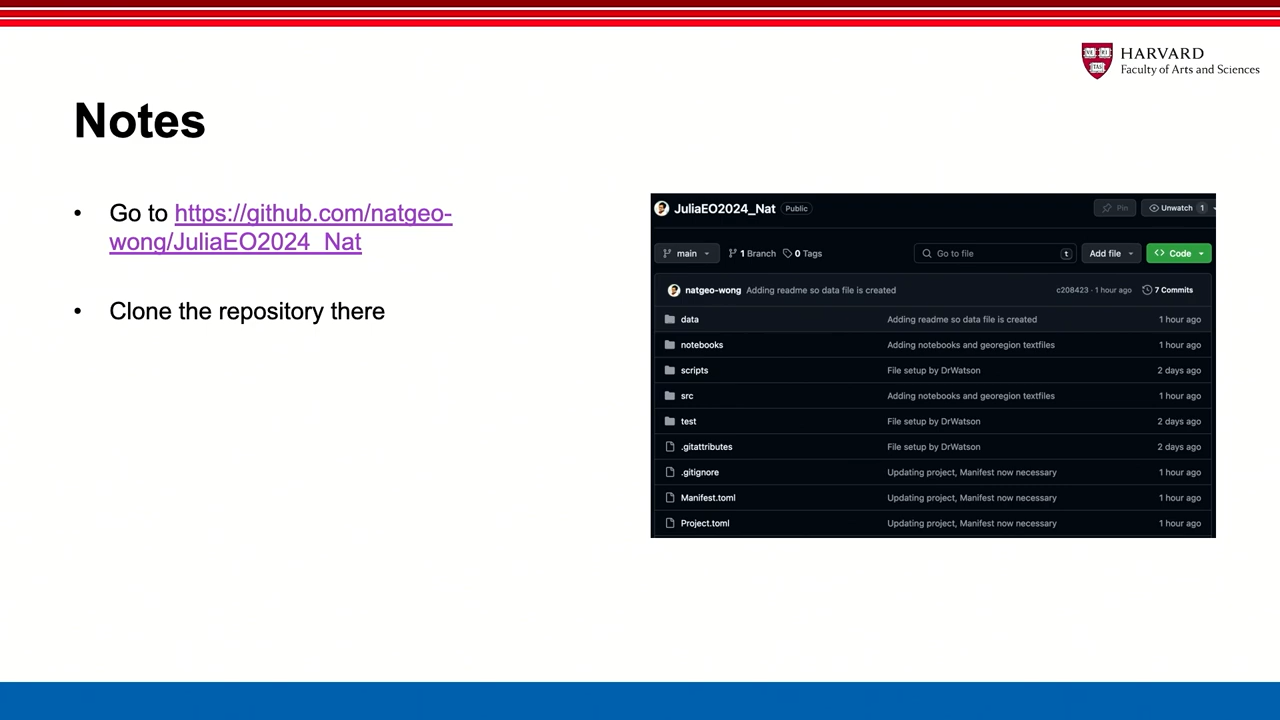 HARVARD
Faculty of Arts and Sciences
Notes
• Go to https://github.com/natgeo-
wong/JuliaEO2024_Nat
• Clone the repository there
JuliaEO2024_Nat Public Pin Unwatch 1
main 1 Branch 0 Tags Go to file t Add file Code
natgeo-wong Adding readme so data file is created c208423 · 1 hour ago 7 Commits
data Adding readme so data file is created 1 hour ago
notebooks Adding notebooks and georegion textfiles 1 hour ago
scripts File setup by DrWatson 2 days ago
src Adding notebooks and georegion textfiles 1 hour ago
test File setup by DrWatson 2 days ago
.gitattributes File setup by DrWatson 2 days ago
.gitignore Updating project, Manifest now necessary 1 hour ago
Manifest.toml Updating project, Manifest now necessary 1 hour ago
Project.toml Updating project, Manifest now necessary 1 hour ago